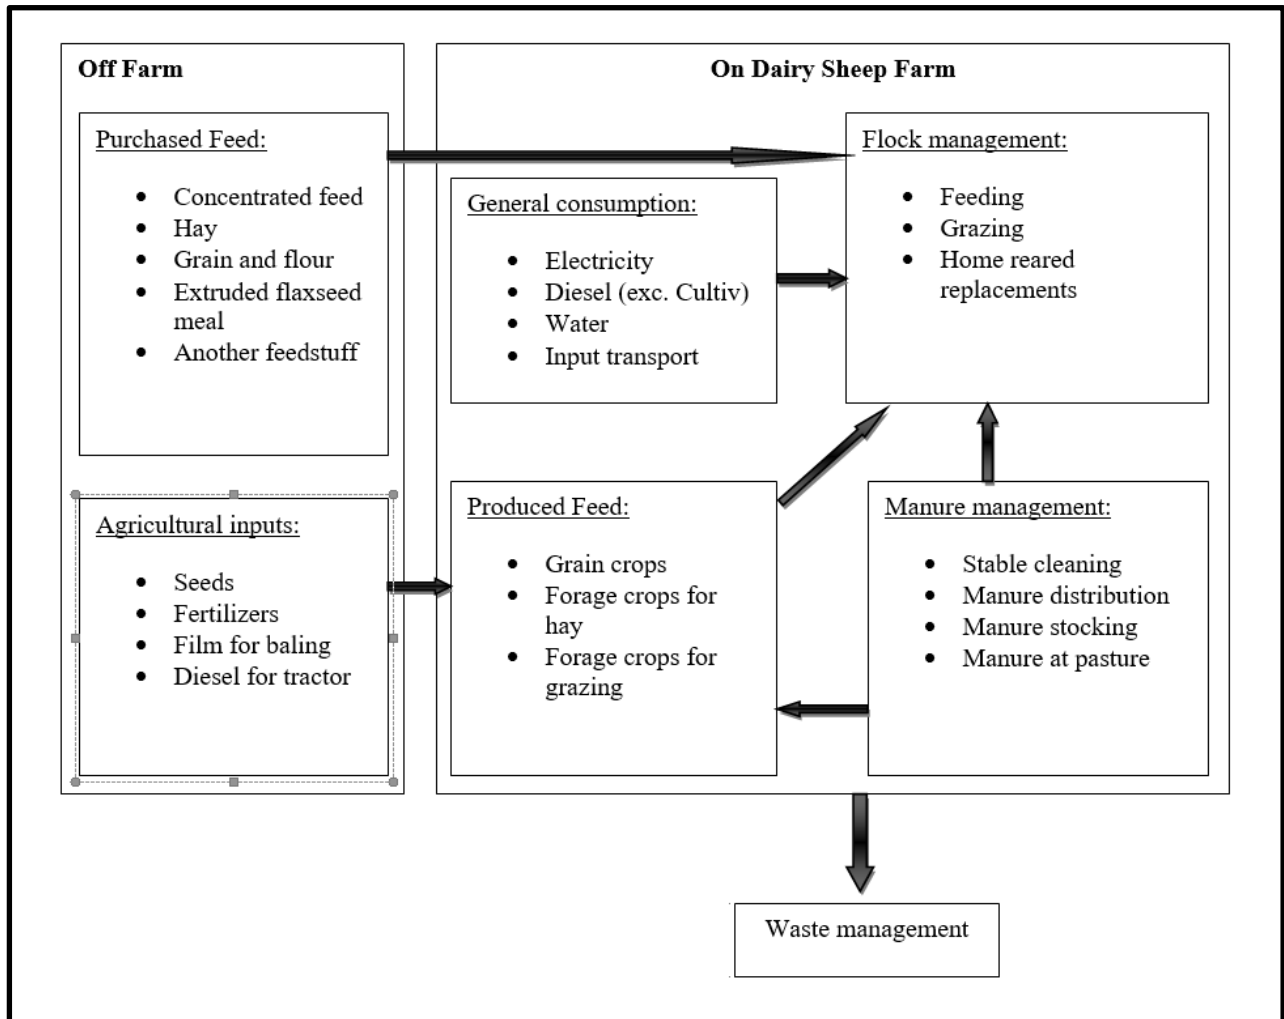 Off Farm
Purchased Feed:
• Concentrated feed
• Hay
• Grain and flour
• Extruded flaxseed
meal
• Another feedstuff
Agricultural inputs:
• Seeds
• Fertilizers
• Film for baling
• Diesel for tractor
On Dairy Sheep Farm
General consumption:
• Electricity
• Diesel (exc. Cultiv)
• Water
• Input transport
Flock management:
• Feeding
• Grazing
• Home reared
replacements
Produced Feed:
• Grain crops
• Forage crops for
hay
• Forage crops for
grazing
Manure management:
• Stable cleaning
• Manure distribution
• Manure stocking
• Manure at pasture
Waste management